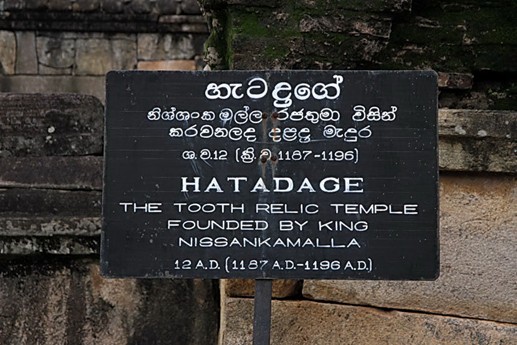 හැටදාගේ
නිශ්ශංකමල්ල රජතුමා විසින්
කරවනලද දළදා මැදුර
ශ.ව.12 (ක්‍රි.ව 1187-1196)
HATADAGE
THE TOOTH RELIC TEMPLE
FOUNDED BY KING
NISSANKAMALLA
12 A.D. (1187 A.D.-1196 A.D.)